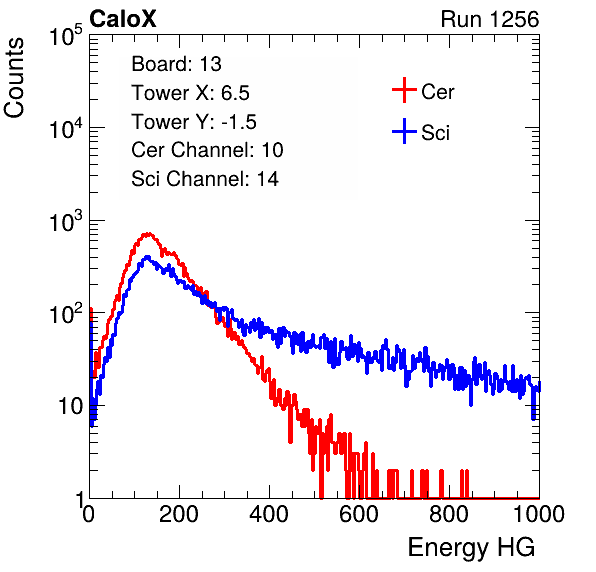 CaloX Run 1256
Counts
Board: 13
Tower X: 6.5
Tower Y: -1.5
Cer Channel: 10
Sci Channel: 14
Cer
Sci
10^5
10^4
10^3
10^2
10
1
0 200 400 600 800 1000
Energy HG